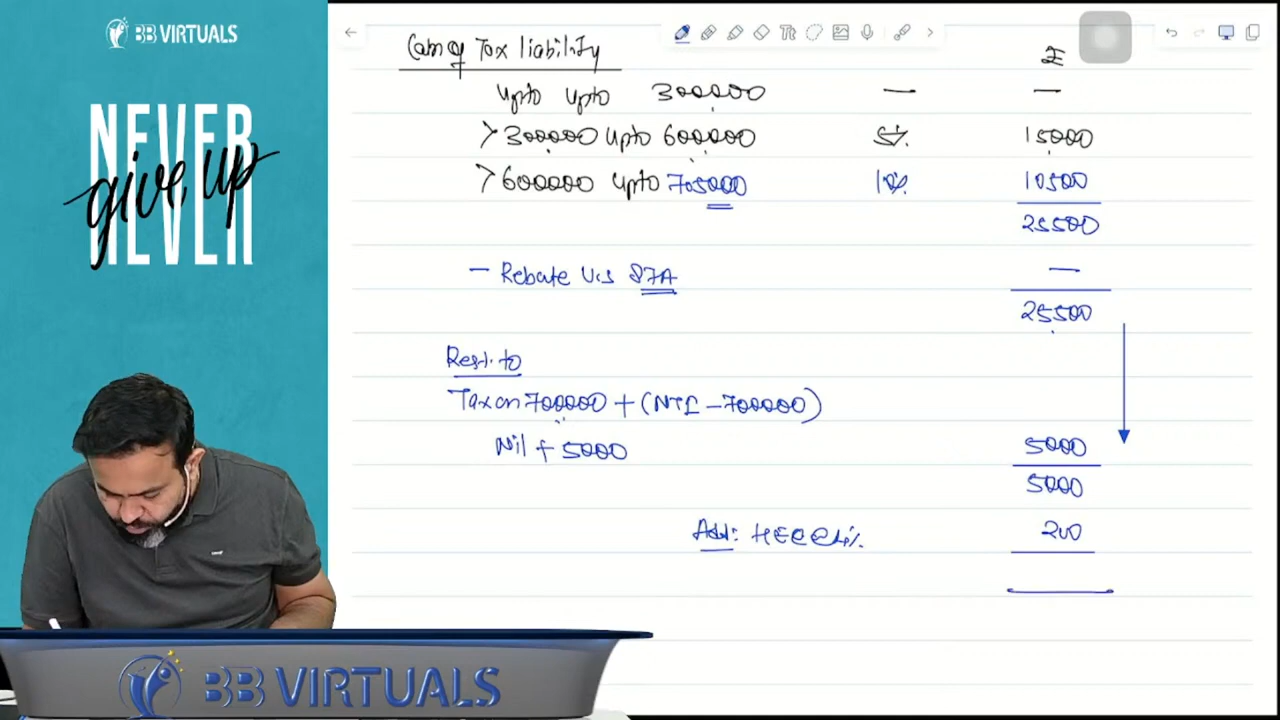 BB VIRTUALS
NEVER
give up
NEVER
Com of Tax liability ₹
Upto upto 300000 — —
>300000 upto 600000 5% 15000
>600000 upto 705000 10% 10500
25500
— Rebate U/s 87A —
25500
Rest. to
Tax on 700000 + (NTI - 700000)
Nil + 5000 5000
5000
Add: HEC @ 4% 200
BB VIRTUALS